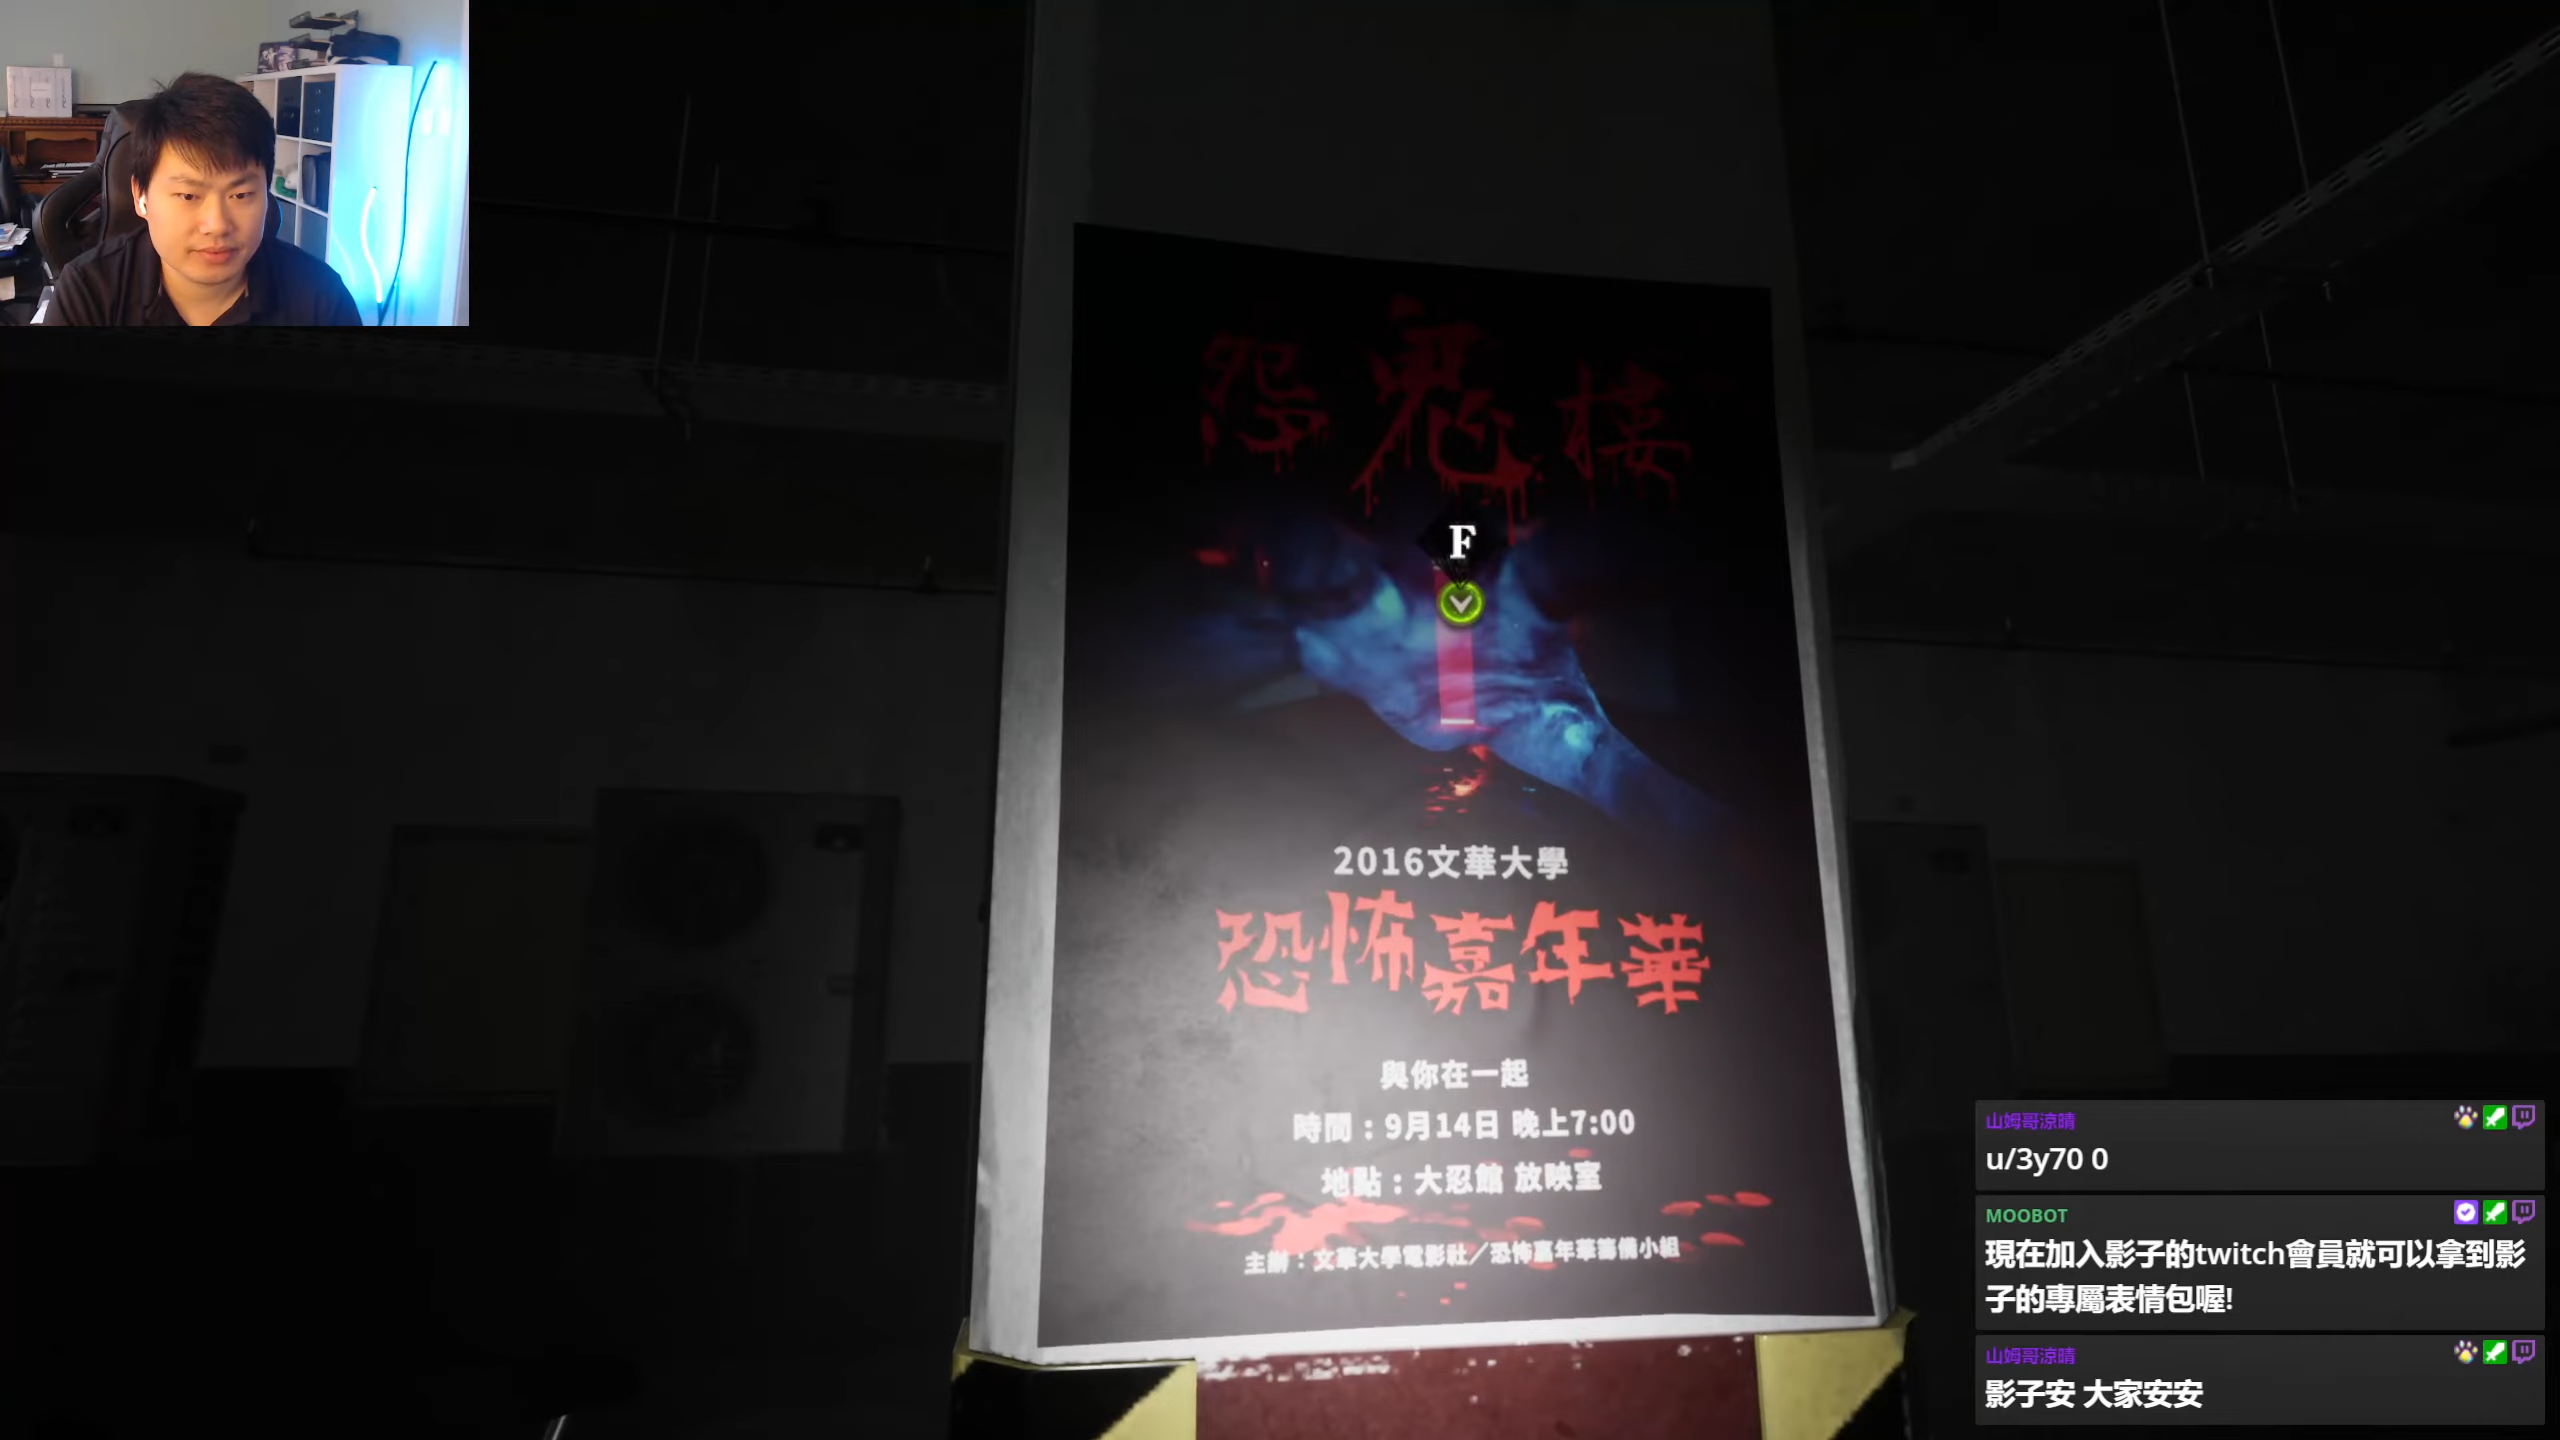 怨鬼樓
F
2016文華大學
恐怖嘉年華
與你在一起
時間：9月14日 晚上7:00
地點：大忍館 放映室
主辦：文華大學電影社／恐怖嘉年華籌備小組
山姆哥涼晴
u/3y70 0
MOOBOT
現在加入影子的twitch會員就可以拿到影
子的專屬表情包喔!
山姆哥涼晴
影子安 大家安安